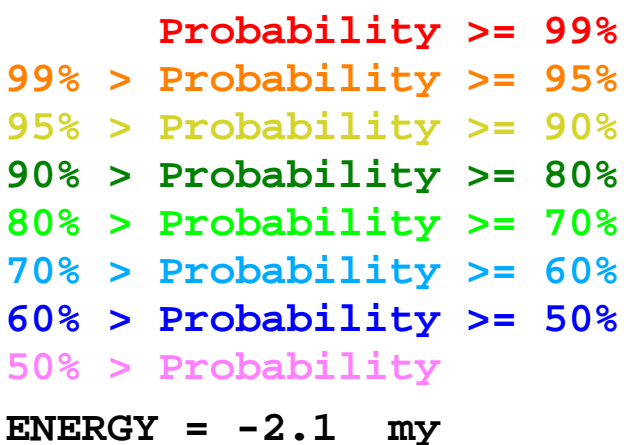 Probability >= 99%
99% > Probability >= 95%
95% > Probability >= 90%
90% > Probability >= 80%
80% > Probability >= 70%
70% > Probability >= 60%
60% > Probability >= 50%
50% > Probability
ENERGY = -2.1 my